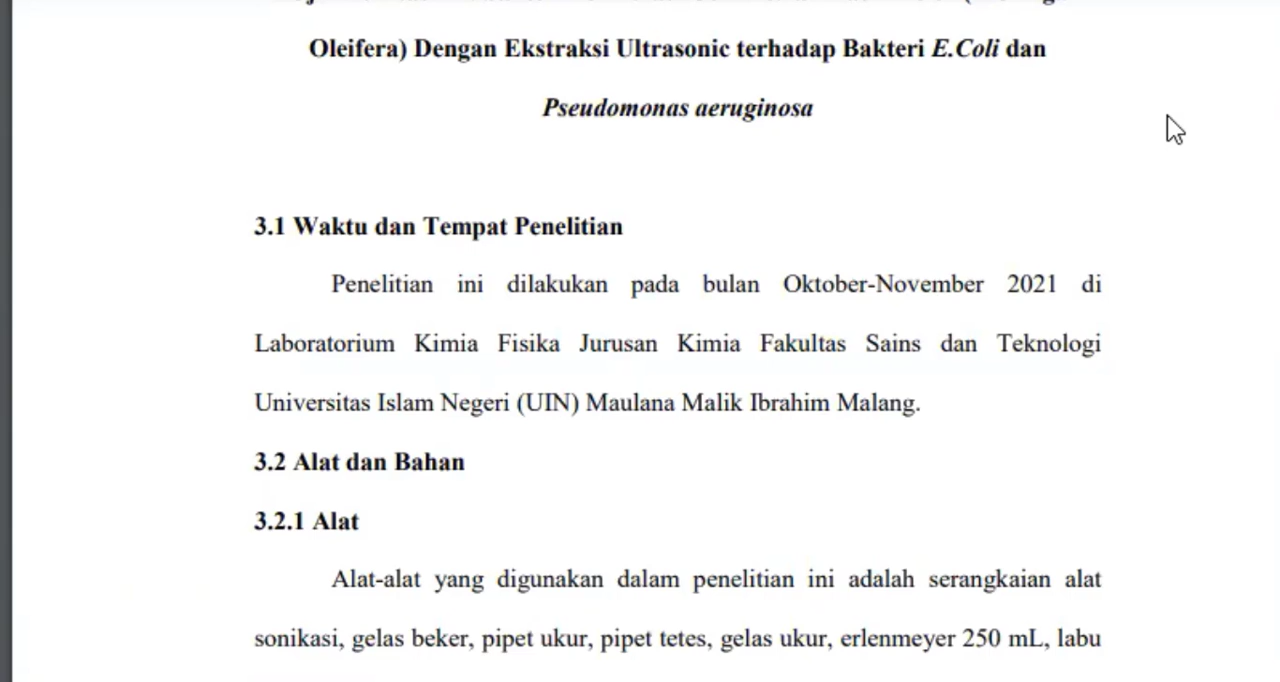 Oleifera) Dengan Ekstraksi Ultrasonic terhadap Bakteri E.Coli dan
Pseudomonas aeruginosa
3.1 Waktu dan Tempat Penelitian
Penelitian ini dilakukan pada bulan Oktober-November 2021 di
Laboratorium Kimia Fisika Jurusan Kimia Fakultas Sains dan Teknologi
Universitas Islam Negeri (UIN) Maulana Malik Ibrahim Malang.
3.2 Alat dan Bahan
3.2.1 Alat
Alat-alat yang digunakan dalam penelitian ini adalah serangkaian alat
sonikasi, gelas beker, pipet ukur, pipet tetes, gelas ukur, erlenmeyer 250 mL, labu